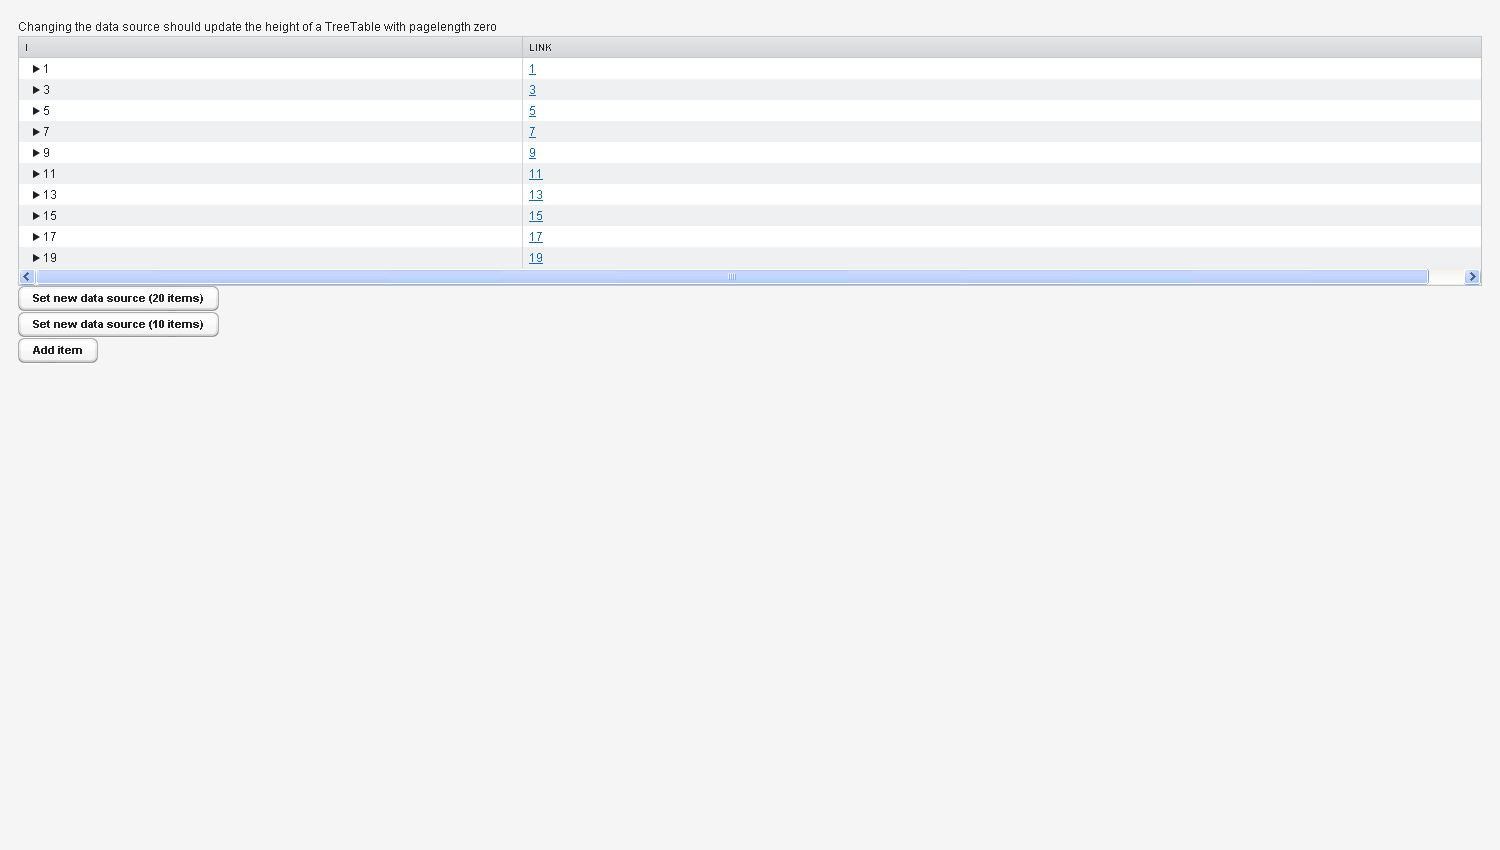 Changing the data source should update the height of a TreeTable with pagelength zero
I LINK
1 1
3 3
5 5
7 7
9 9
11 11
13 13
15 15
17 17
19 19
Set new data source (20 items)
Set new data source (10 items)
Add item